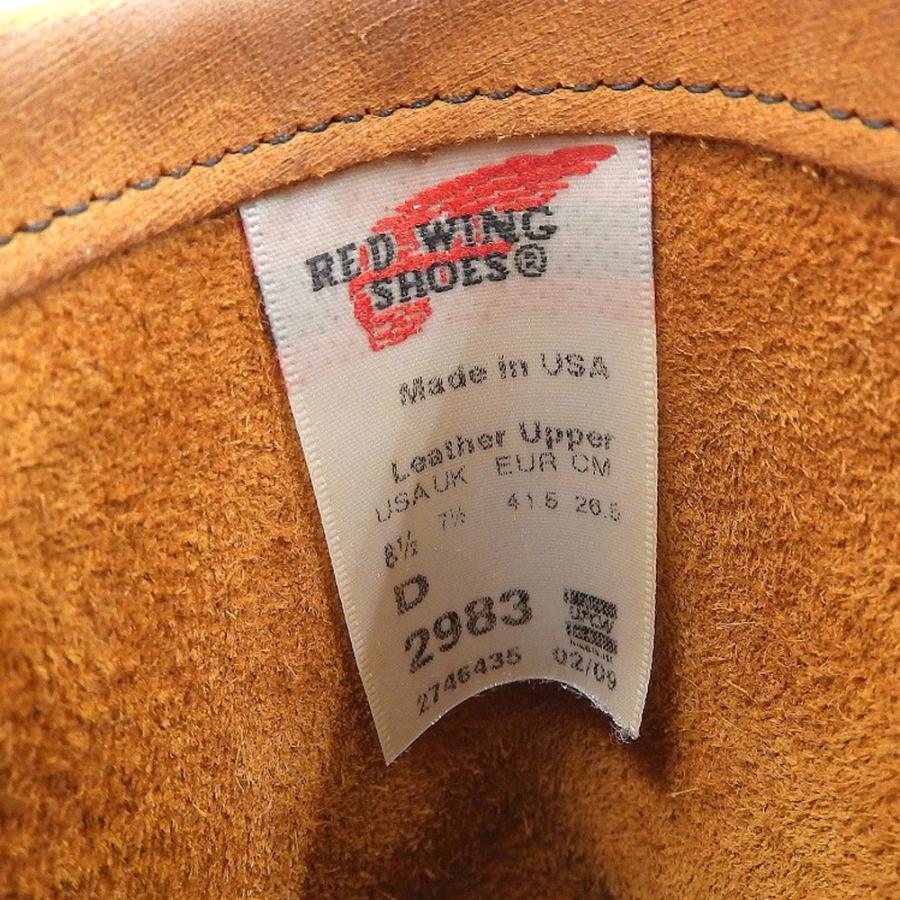 RED WING
SHOES®
Made in USA
Leather Upper
USA UK EUR CM
8½ 7½ 41.5 26.5
D
2983
UFCW
2746435 02/09